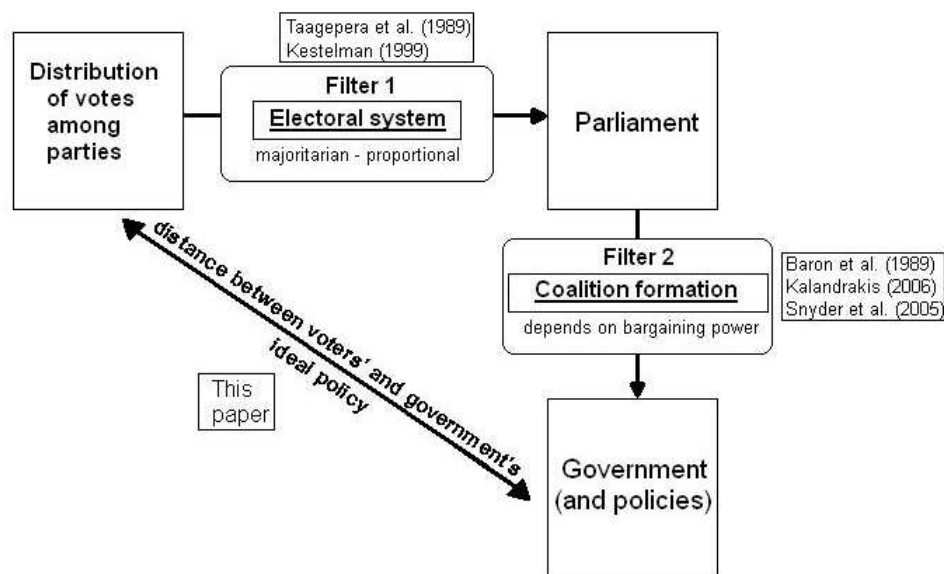 Taagepera et al. (1989)
Kestelman (1999)
Distribution
of votes
among
parties
Filter 1
Electoral system
majoritarian - proportional
Parliament
Filter 2
Coalition formation
depends on bargaining power
Baron et al. (1989)
Kalandrakis (2006)
Snyder et al. (2005)
distance between voters' and government's
ideal policy
This
paper
Government
(and policies)